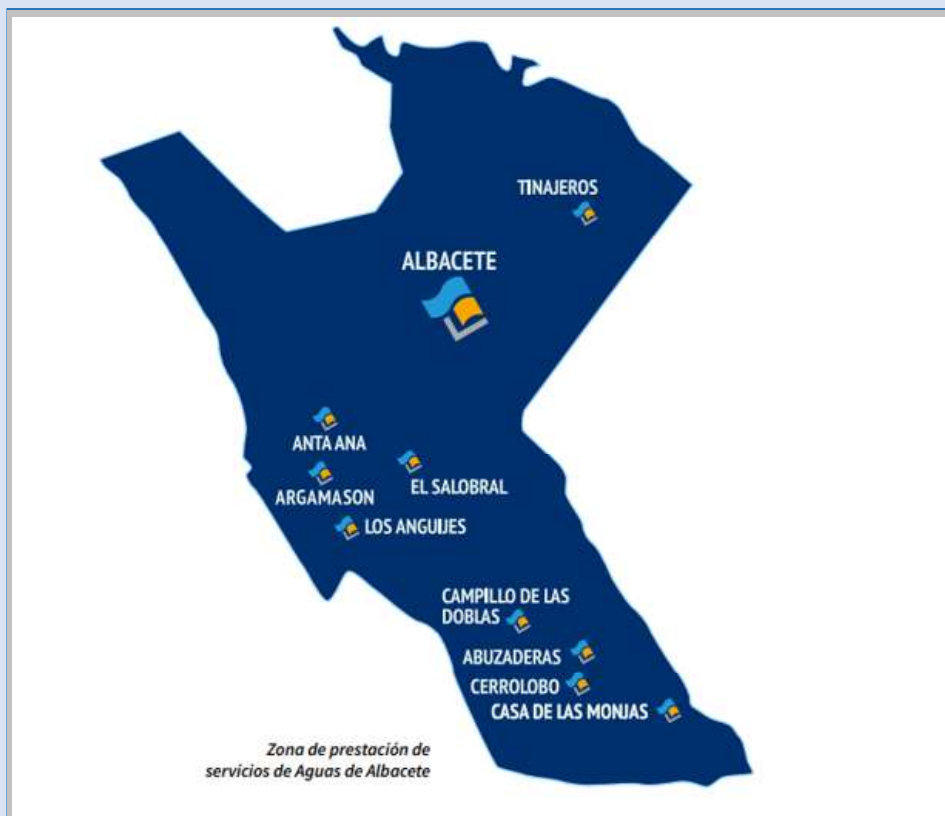 TINAJEROS
ALBACETE
ANTA ANA
EL SALOBRAL
ARGAMASON
LOS ANGUIJES
CAMPILLO DE LAS
DOBLAS
ABUZADERAS
CERROLOBO
CASA DE LAS MONJAS
Zona de prestación de
servicios de Aguas de Albacete